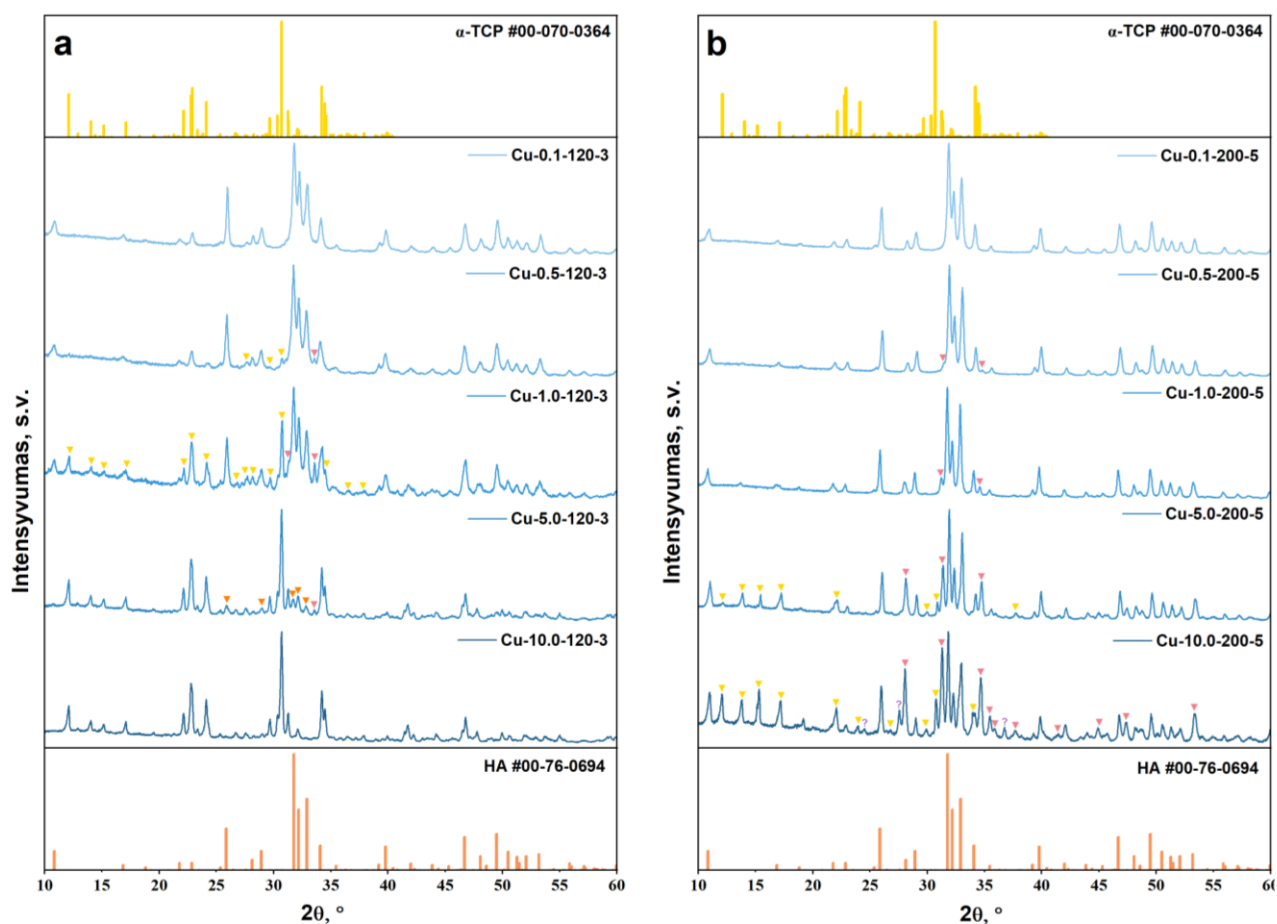 a
α-TCP #00-070-0364
Cu-0.1-120-3
Cu-0.5-120-3
Cu-1.0-120-3
Cu-5.0-120-3
Cu-10.0-120-3
HA #00-76-0694
Intensyvumas, s.v.
10 15 20 25 30 35 40 45 50 55 60
2θ, °
b
α-TCP #00-070-0364
Cu-0.1-200-5
Cu-0.5-200-5
Cu-1.0-200-5
Cu-5.0-200-5
Cu-10.0-200-5
? ? ?
HA #00-76-0694
Intensyvumas, s.v.
10 15 20 25 30 35 40 45 50 55 60
2θ, °